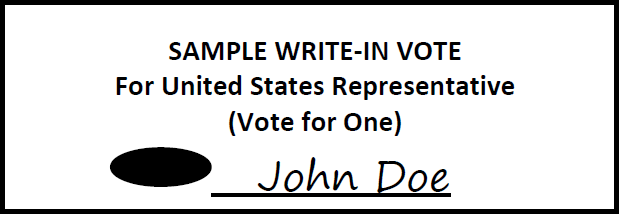 SAMPLE WRITE-IN VOTE
For United States Representative
(Vote for One)
John Doe